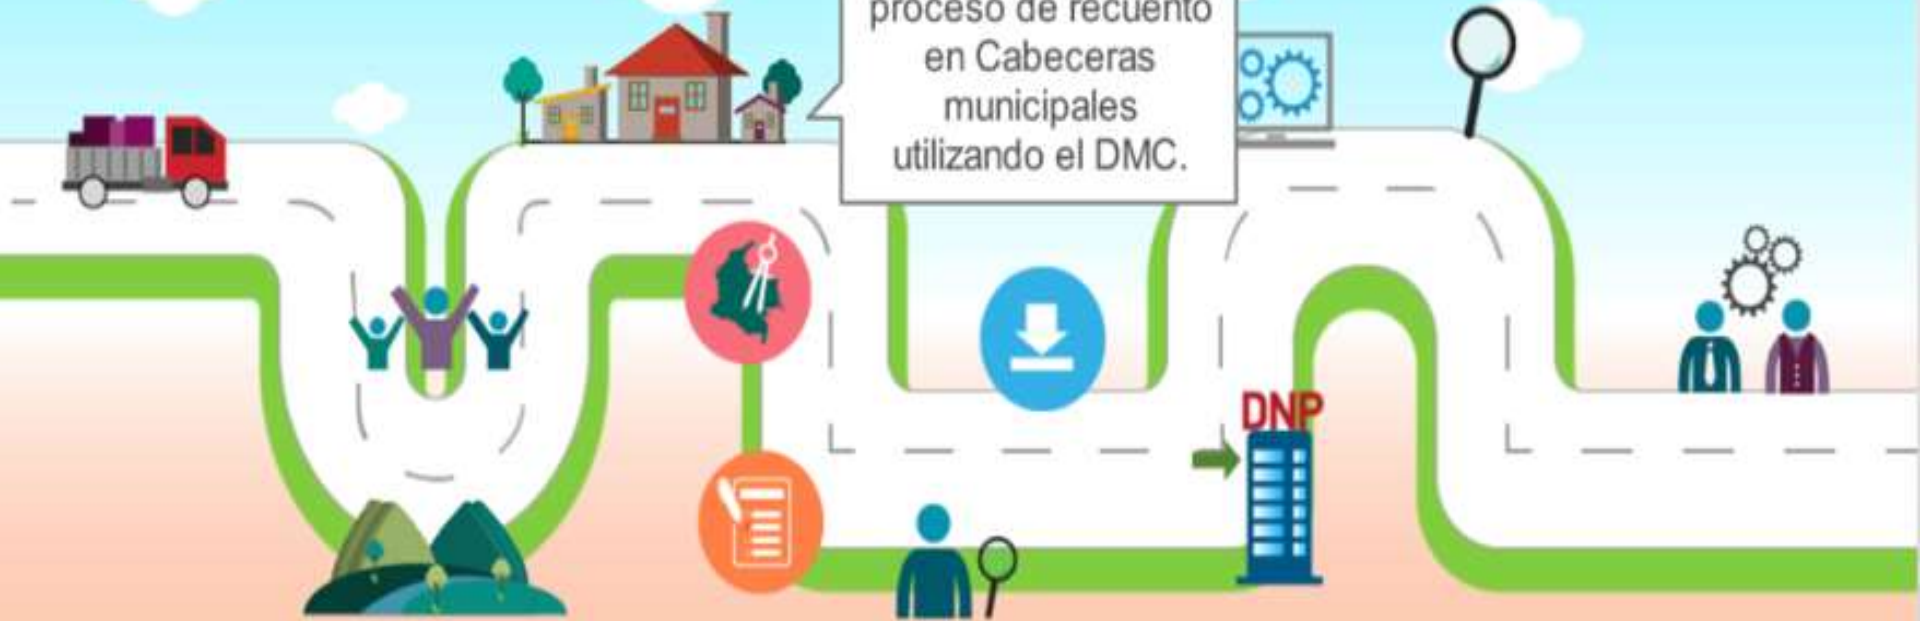 proceso de recuento
en Cabeceras
municipales
utilizando el DMC.
DNP